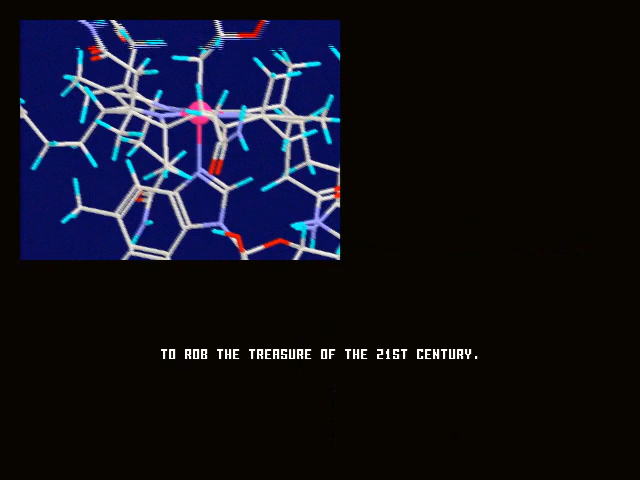 TO ROB THE TREASURE OF THE 21ST CENTURY.